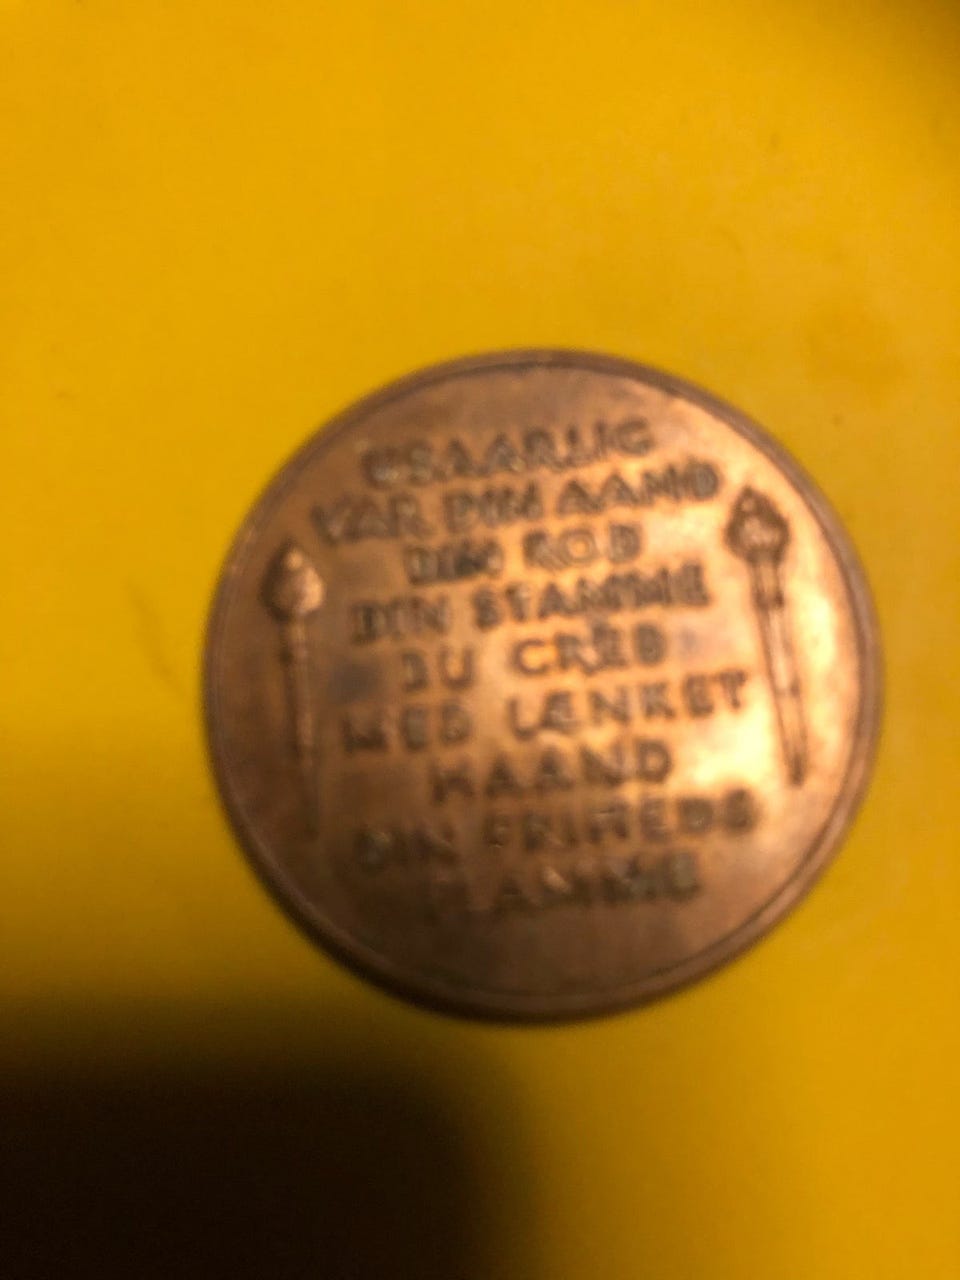 USAARLIG
VAR DIN AAND
DIN ROD
DIN STAMME
DU GREB
MED LÆNKET
HAAND
DIN FRIHEDS
FLAMME